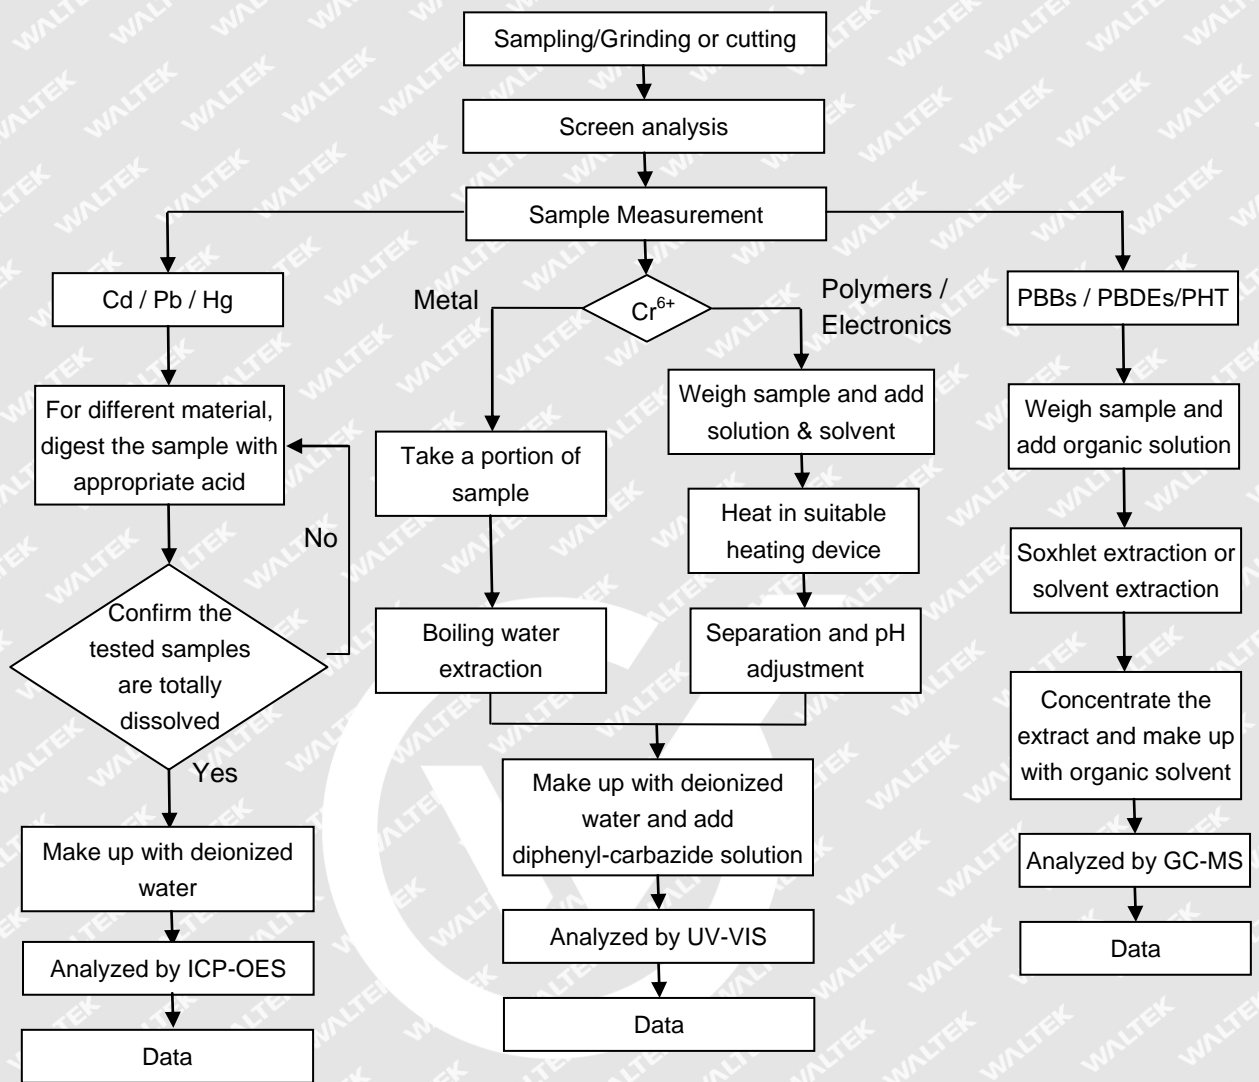 Sampling/Grinding or cutting
Screen analysis
Sample Measurement
Cd / Pb / Hg
For different material,
digest the sample with
appropriate acid
No
Confirm the
tested samples
are totally
dissolved
Yes
Make up with deionized
water
Analyzed by ICP-OES
Data
Metal
Cr⁶⁺
Polymers /
Electronics
Take a portion of
sample
Boiling water
extraction
Weigh sample and add
solution & solvent
Heat in suitable
heating device
Separation and pH
adjustment
Make up with deionized
water and add
diphenyl-carbazide solution
Analyzed by UV-VIS
Data
PBBs / PBDEs/PHT
Weigh sample and
add organic solution
Soxhlet extraction or
solvent extraction
Concentrate the
extract and make up
with organic solvent
Analyzed by GC-MS
Data
WALTEK